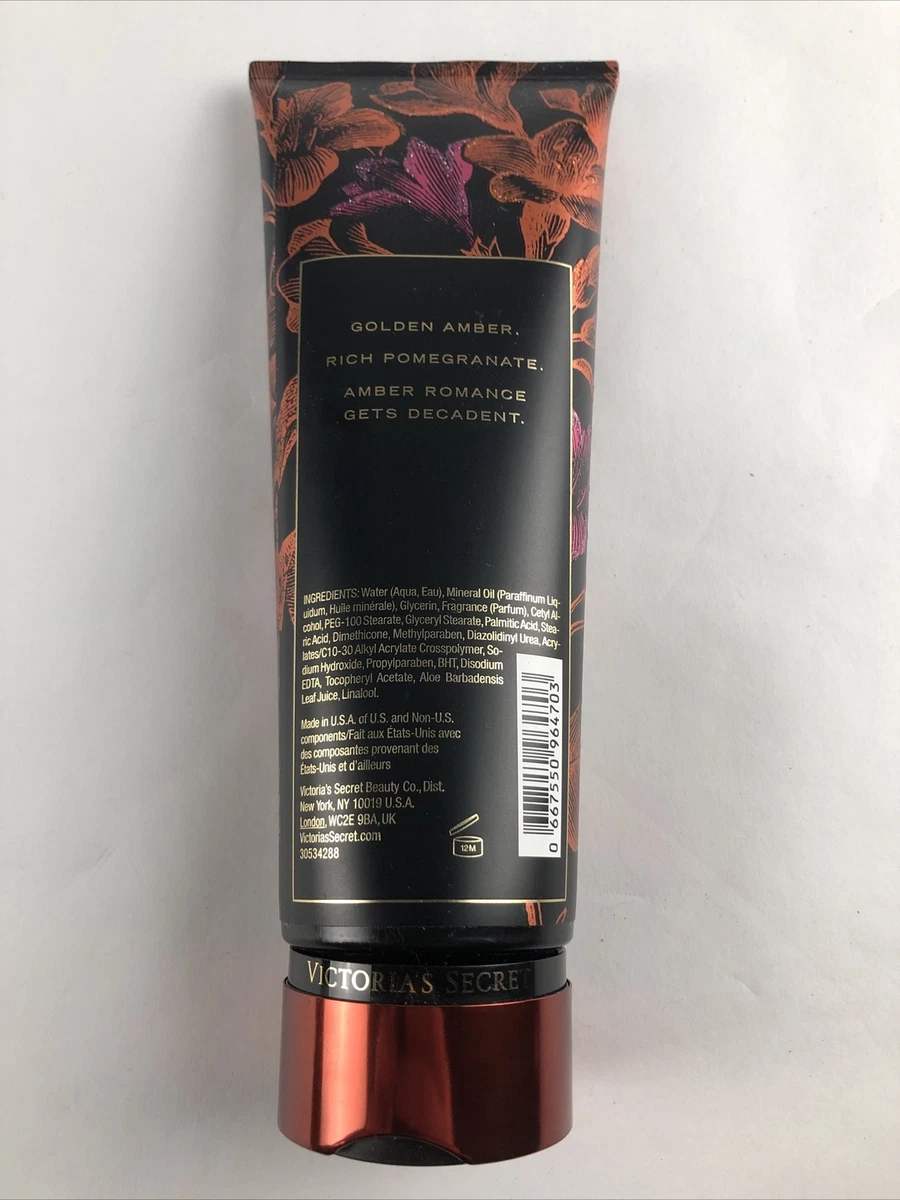 GOLDEN AMBER.
RICH POMEGRANATE.
AMBER ROMANCE
GETS DECADENT.
INGREDIENTS: Water (Aqua, Eau), Mineral Oil (Paraffinum Liq-
uidum, Huile minérale), Glycerin, Fragrance (Parfum), Cetyl Al-
cohol, PEG-100 Stearate, Glyceryl Stearate, Palmitic Acid, Stea-
ric Acid, Dimethicone, Methylparaben, Diazolidinyl Urea, Acry-
lates/C10-30 Alkyl Acrylate Crosspolymer, So-
dium Hydroxide, Propylparaben, BHT, Disodium
EDTA, Tocopheryl Acetate, Aloe Barbadensis
Leaf Juice, Linalool.
Made in U.S.A. of U.S. and Non-U.S.
components/Fait aux États-Unis avec
des composantes provenant des
États-Unis et d'ailleurs
Victoria's Secret Beauty Co., Dist.
New York, NY 10019 U.S.A.
London, WC2E 9BA, UK
VictoriasSecret.com
30534288
12M
0 667550 964703
VICTORIA'S SECRET